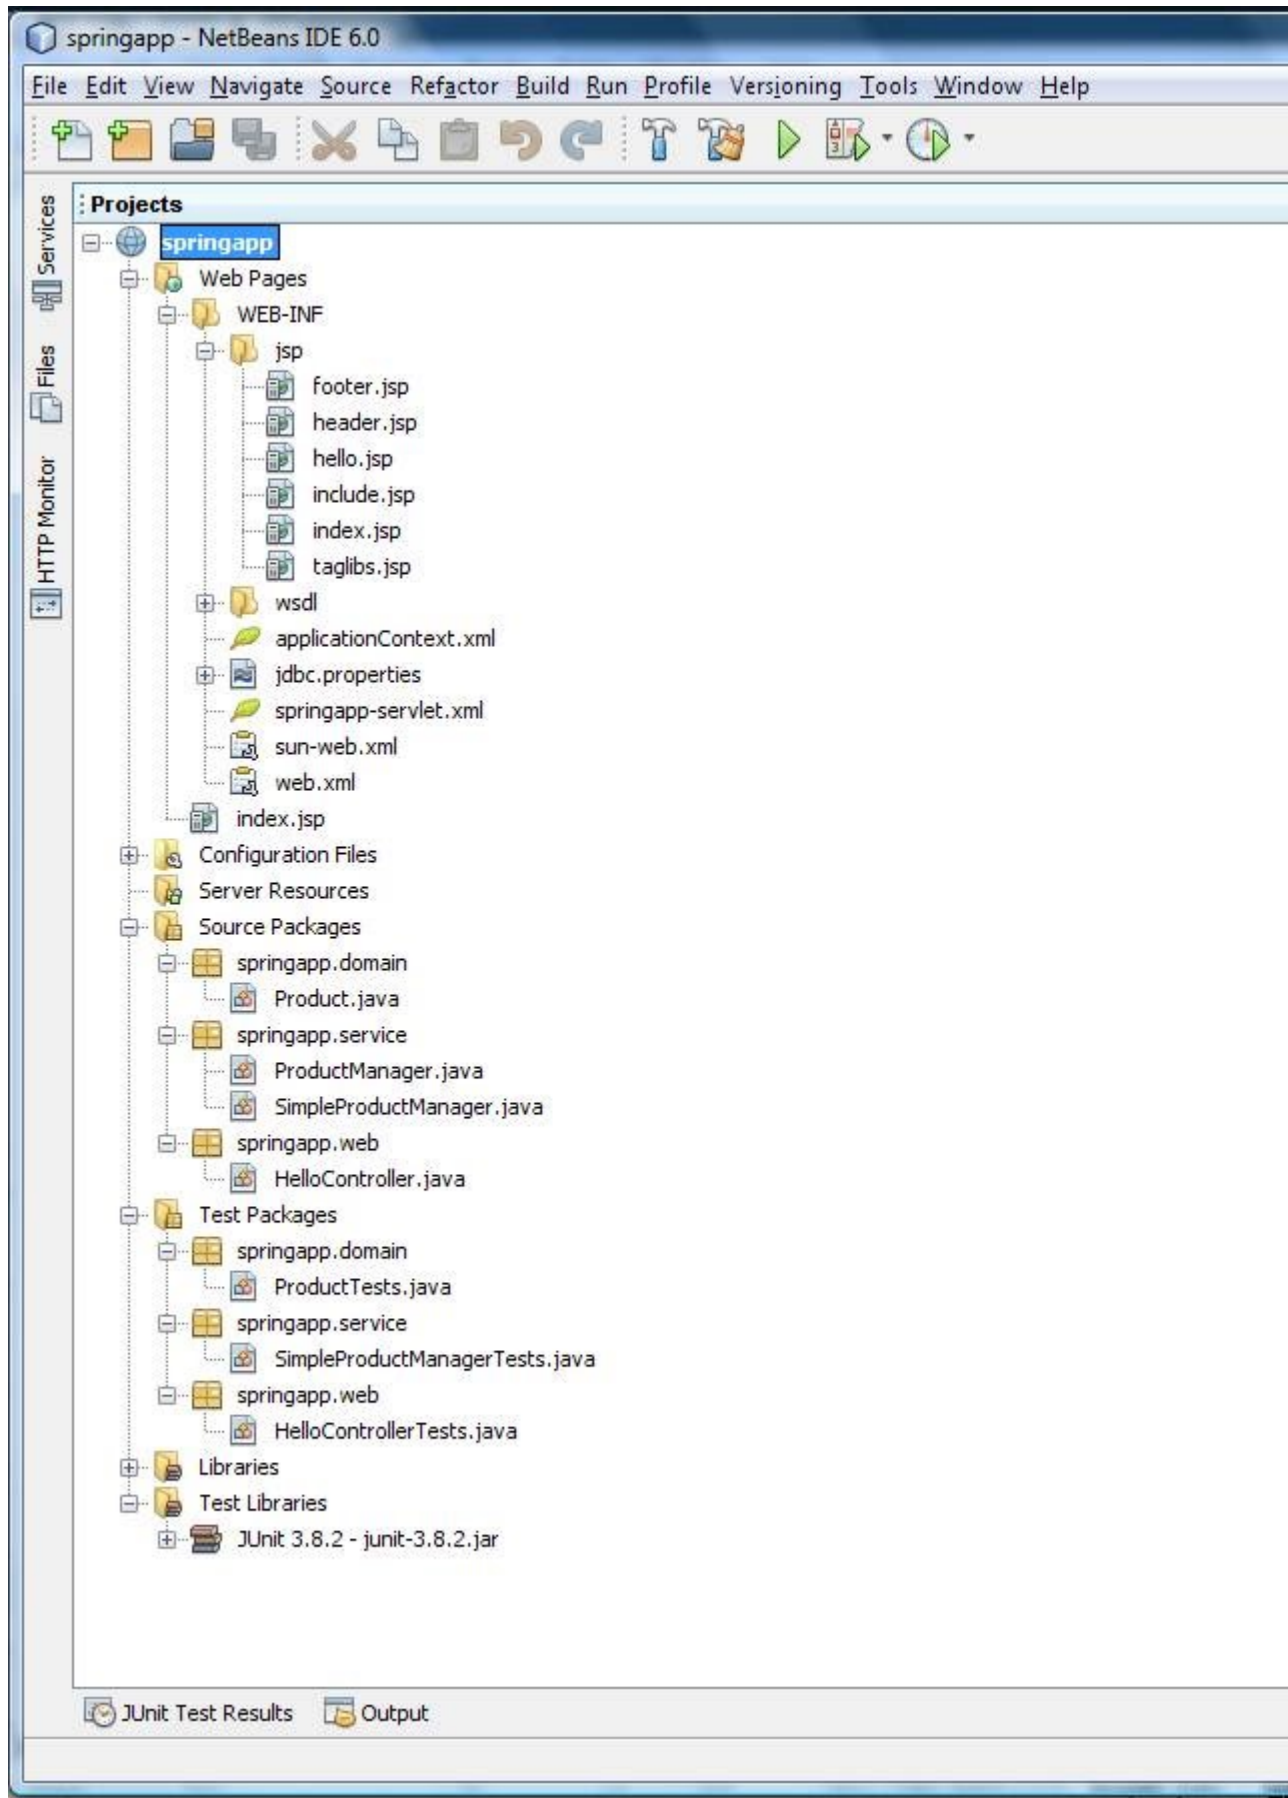 springapp - NetBeans IDE 6.0
File Edit View Navigate Source Refactor Build Run Profile Versioning Tools Window Help
Services
Files
HTTP Monitor
Projects
springapp
Web Pages
WEB-INF
jsp
footer.jsp
header.jsp
hello.jsp
include.jsp
index.jsp
taglibs.jsp
wsdl
applicationContext.xml
jdbc.properties
springapp-servlet.xml
sun-web.xml
web.xml
index.jsp
Configuration Files
Server Resources
Source Packages
springapp.domain
Product.java
springapp.service
ProductManager.java
SimpleProductManager.java
springapp.web
HelloController.java
Test Packages
springapp.domain
ProductTests.java
springapp.service
SimpleProductManagerTests.java
springapp.web
HelloControllerTests.java
Libraries
Test Libraries
JUnit 3.8.2 - junit-3.8.2.jar
JUnit Test Results Output